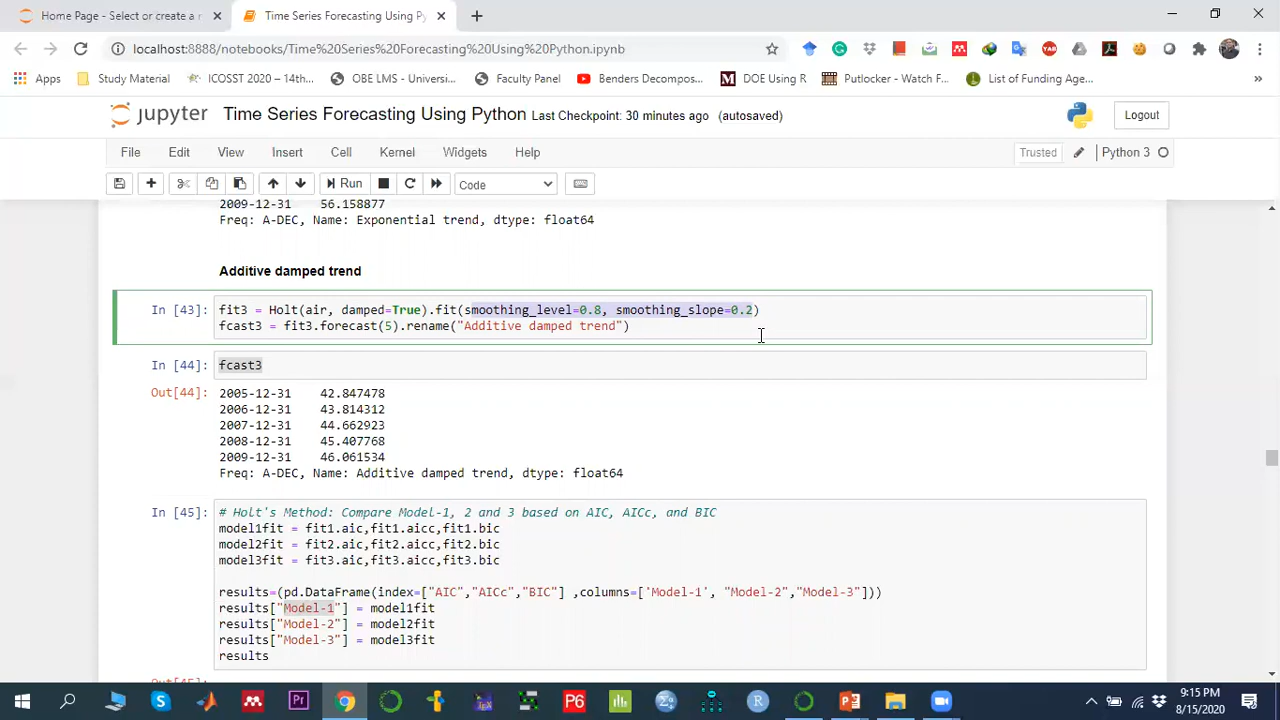 Home Page - Select or create a n
Time Series Forecasting Using Py
localhost:8888/notebooks/Time%20Series%20Forecasting%20Using%20Python.ipynb
Apps
Study Material
ICOSST 2020 – 14th...
OBE LMS - Universi...
Faculty Panel
Benders Decompos...
DOE Using R
Putlocker - Watch F...
List of Funding Age...
»
jupyter Time Series Forecasting Using Python Last Checkpoint: 30 minutes ago (autosaved)
Logout
File Edit View Insert Cell Kernel Widgets Help
Trusted
Python 3
Run
Code
2009-12-31 56.158877
Freq: A-DEC, Name: Exponential trend, dtype: float64
Additive damped trend
In [43]: fit3 = Holt(air, damped=True).fit(smoothing_level=0.8, smoothing_slope=0.2)
fcast3 = fit3.forecast(5).rename("Additive damped trend")
In [44]: fcast3
Out[44]: 2005-12-31 42.847478
2006-12-31 43.814312
2007-12-31 44.662923
2008-12-31 45.407768
2009-12-31 46.061534
Freq: A-DEC, Name: Additive damped trend, dtype: float64
In [45]: # Holt's Method: Compare Model-1, 2 and 3 based on AIC, AICc, and BIC
model1fit = fit1.aic,fit1.aicc,fit1.bic
model2fit = fit2.aic,fit2.aicc,fit2.bic
model3fit = fit3.aic,fit3.aicc,fit3.bic
results=(pd.DataFrame(index=["AIC","AICc","BIC"] ,columns=['Model-1', "Model-2","Model-3"]))
results["Model-1"] = model1fit
results["Model-2"] = model2fit
results["Model-3"] = model3fit
results
9:15 PM
8/15/2020